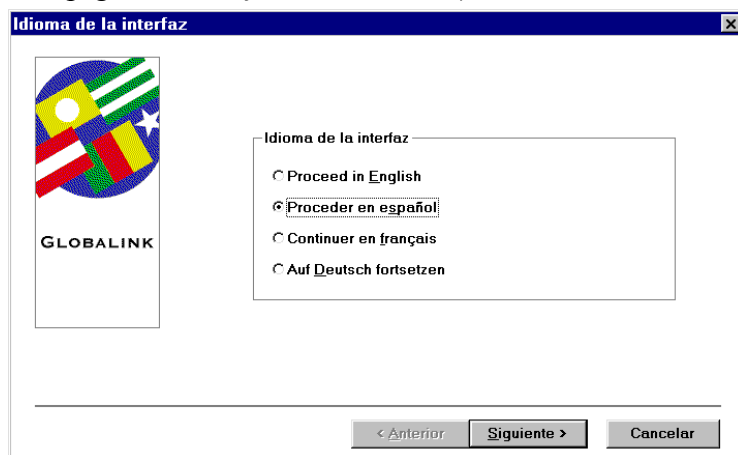 Idioma de la interfaz
GLOBALINK
Idioma de la interfaz
Proceed in English
Proceder en español
Continuer en français
Auf Deutsch fortsetzen
< Anterior
Siguiente >
Cancelar